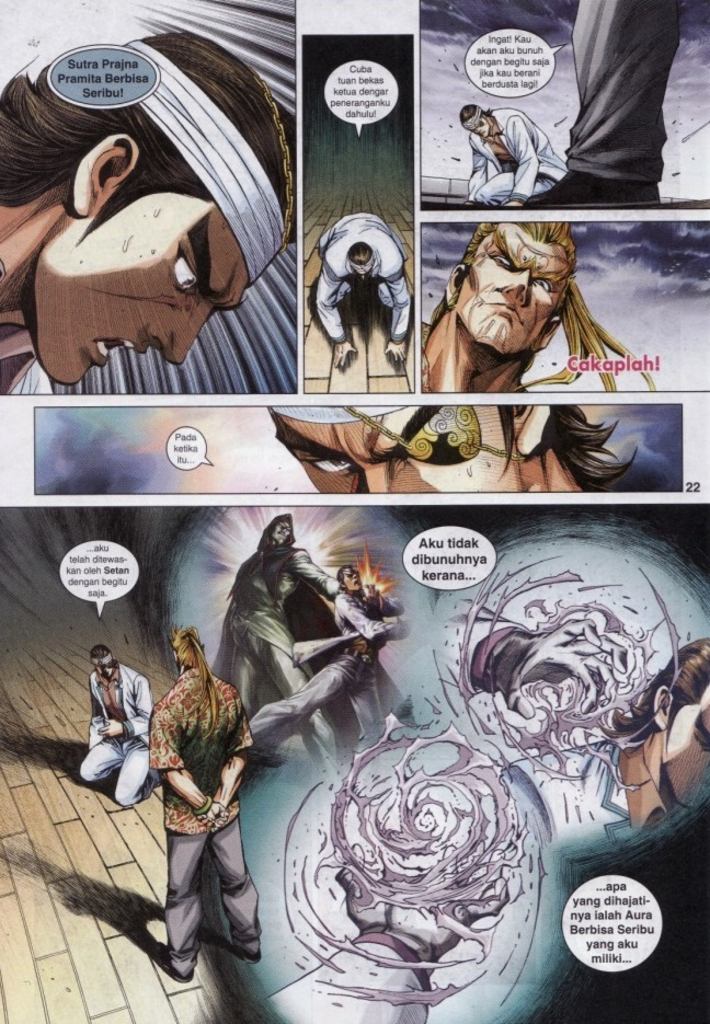 Sutra Prajna
Pramita Berbisa
Seribu!
Cuba
tuan bekas
ketua dengar
peneranganku
dahulu!
Ingat! Kau
akan aku bunuh
dengan begitu saja
jika kau berani
berdusta lagi!
Cakaplah!
Pada
ketika
itu...
22
...aku
telah ditewas-
kan oleh Setan
dengan begitu
saja.
Aku tidak
dibunuhnya
kerana...
...apa
yang dihajati-
nya ialah Aura
Berbisa Seribu
yang aku
miliki...